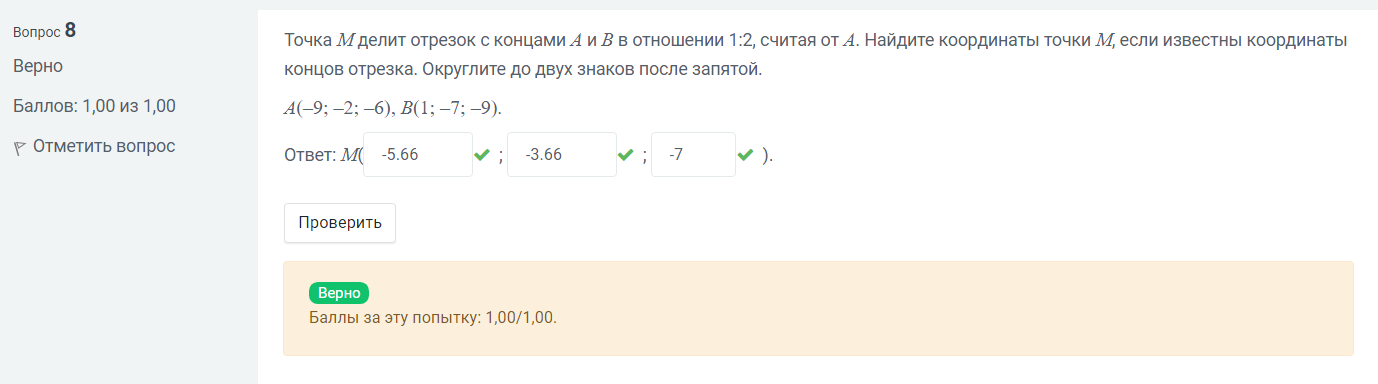 Вопрос 8
Верно
Баллов: 1,00 из 1,00
Отметить вопрос
Точка M делит отрезок с концами A и B в отношении 1:2, считая от A. Найдите координаты точки M, если известны координаты
концов отрезка. Округлите до двух знаков после запятой.
A(–9; –2; –6), B(1; –7; –9).
Ответ: M( -5.66 ; -3.66 ; -7 ).
Проверить
Верно
Баллы за эту попытку: 1,00/1,00.